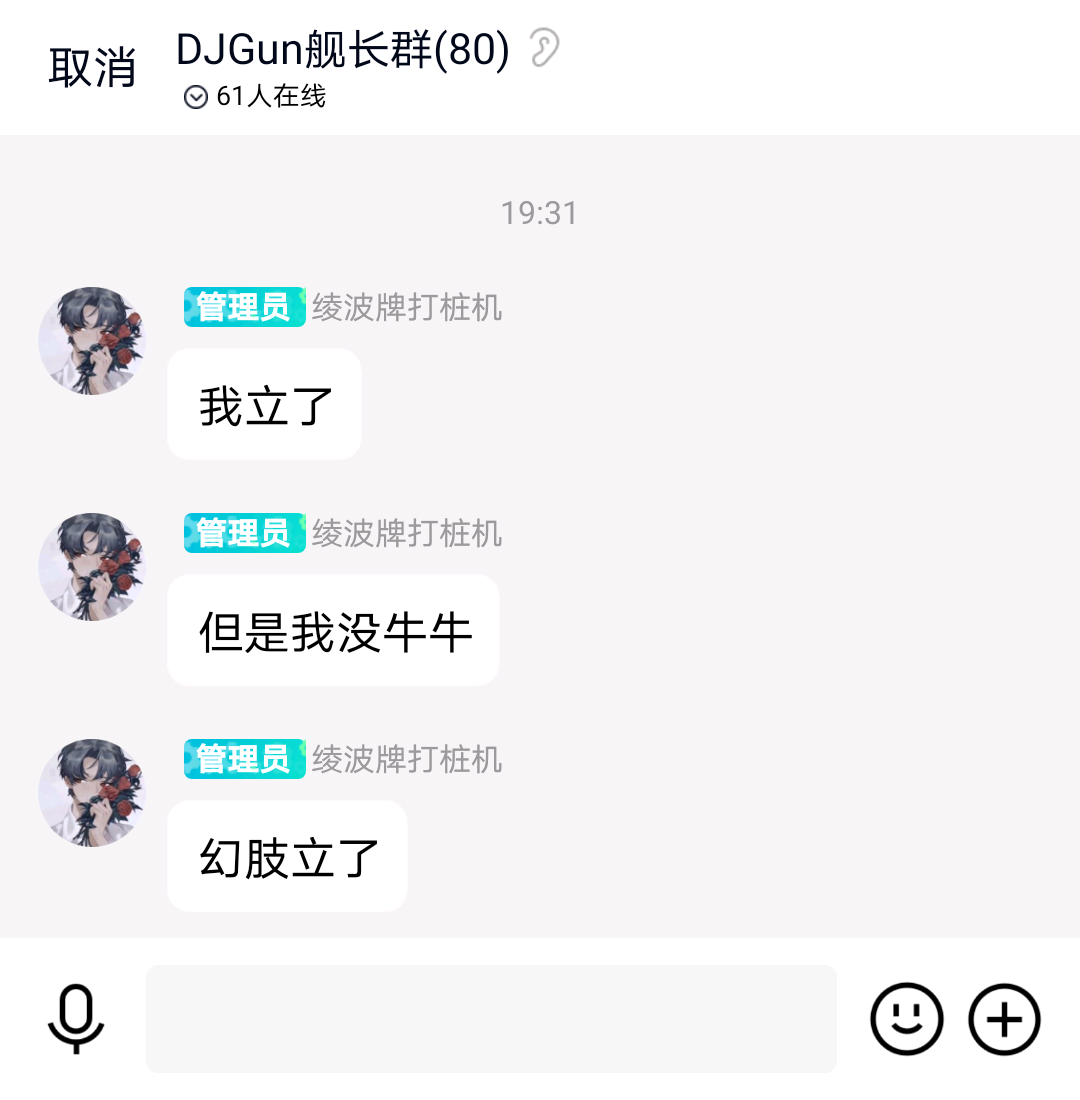 取消
DJGun舰长群(80)
61人在线
19:31
管理员 绫波牌打桩机
我立了
管理员 绫波牌打桩机
但是我没牛牛
管理员 绫波牌打桩机
幻肢立了